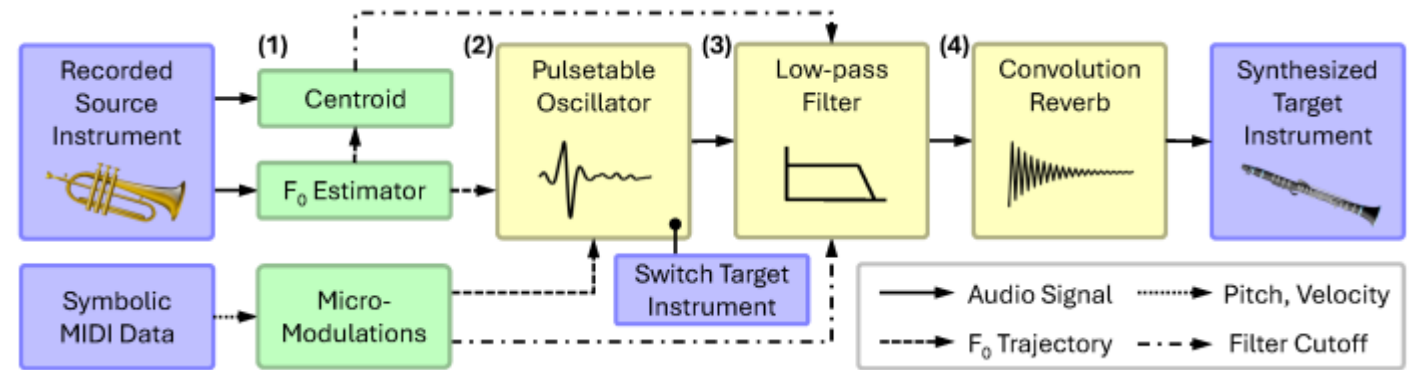 (1)
(2)
(3)
(4)
Recorded
Source
Instrument
Centroid
F₀ Estimator
Pulsetable
Oscillator
Low-pass
Filter
Convolution
Reverb
Synthesized
Target
Instrument
Symbolic
MIDI Data
Micro-
Modulations
Switch Target
Instrument
Audio Signal
Pitch, Velocity
F₀ Trajectory
Filter Cutoff